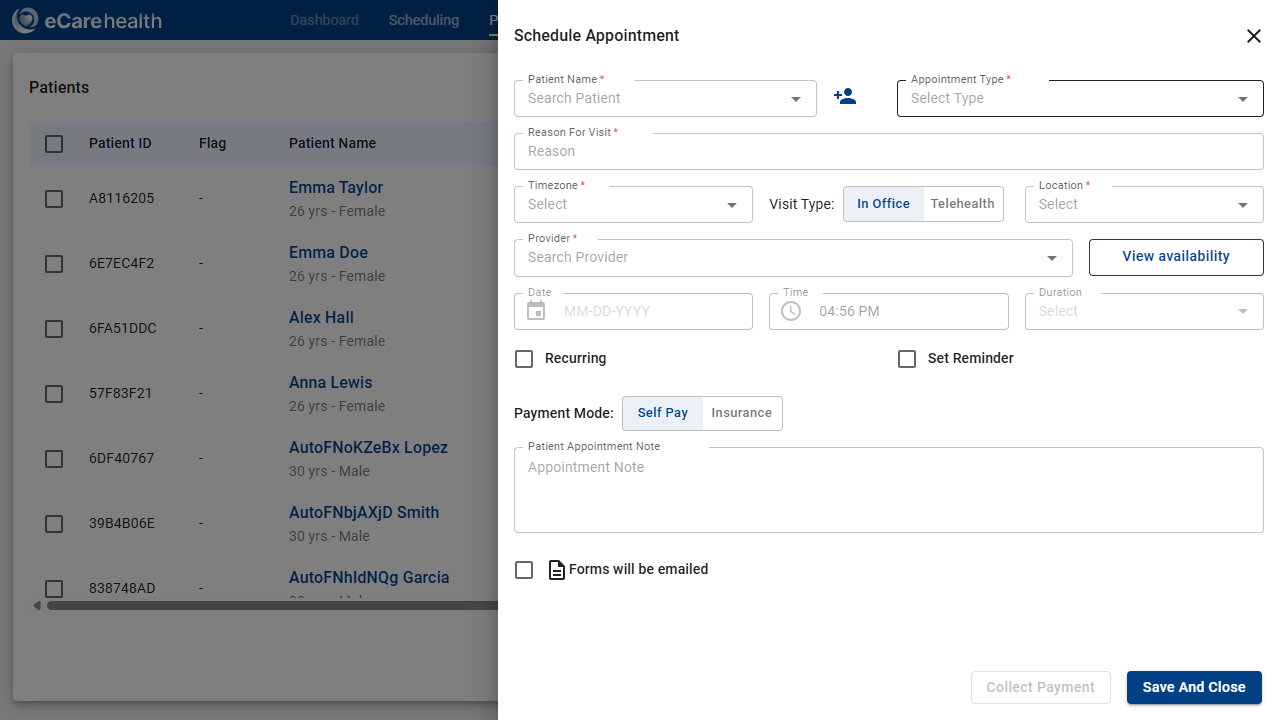 eCarehealth
Dashboard
Scheduling
P
Patients
Patient ID
Flag
Patient Name
A8116205
-
Emma Taylor
26 yrs - Female
6E7EC4F2
-
Emma Doe
26 yrs - Female
6FA51DDC
-
Alex Hall
26 yrs - Female
57F83F21
-
Anna Lewis
26 yrs - Female
6DF40767
-
AutoFNoKZeBx Lopez
30 yrs - Male
39B4B06E
-
AutoFNbjAXjD Smith
30 yrs - Male
838748AD
-
AutoFNhldNQg Garcia
Schedule Appointment
Patient Name *
Search Patient
Appointment Type *
Select Type
Reason For Visit *
Reason
Timezone *
Select
Visit Type:
In Office
Telehealth
Location *
Select
Provider *
Search Provider
View availability
Date
MM-DD-YYYY
Time
04:56 PM
Duration
Select
Recurring
Set Reminder
Payment Mode:
Self Pay
Insurance
Patient Appointment Note
Appointment Note
Forms will be emailed
Collect Payment
Save And Close